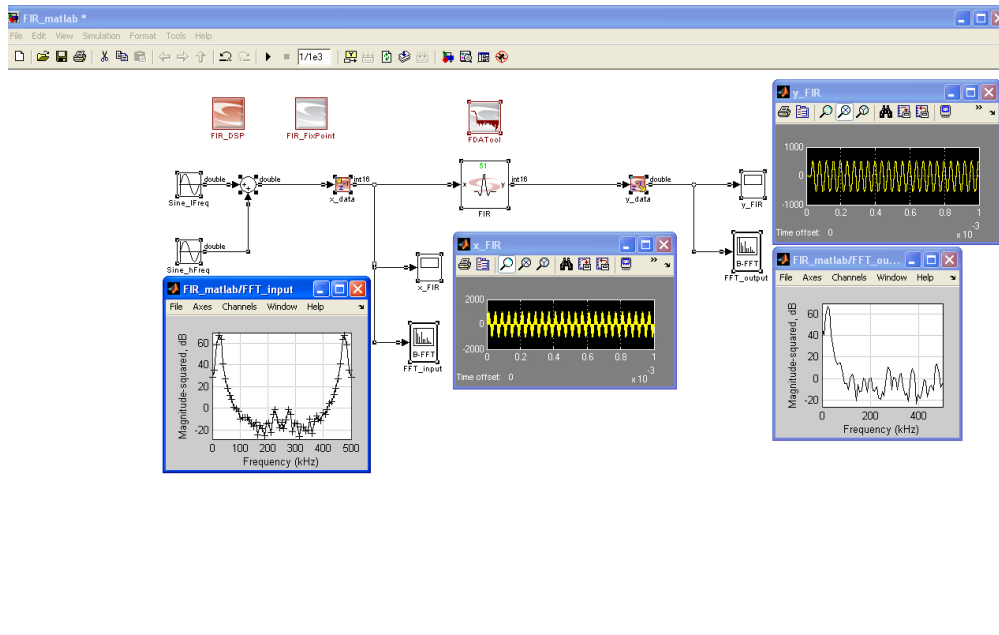 FIR_matlab *
File Edit View Simulation Format Tools Help
1/1e3
FIR_DSP
FIR_FixPoint
FDATool
Sine_lFreq
double
double
x_data
int16
51
x
y
FIR
int16
y_data
double
y_FIR
Sine_hFreq
double
x_FIR
B-FFT
FFT_input
B-FFT
FFT_output
y_FIR
1000
0
-1000
0 0.2 0.4 0.6 0.8 1
x 10
-3
Time offset: 0
x_FIR
2000
0
-2000
0 0.2 0.4 0.6 0.8 1
x 10
-3
Time offset: 0
FIR_matlab/FFT_input
File Axes Channels Window Help
Magnitude-squared, dB
60
40
20
0
-20
0 100 200 300 400 500
Frequency (kHz)
FIR_matlab/FFT_ou...
File Axes Channels Window Help
Magnitude-squared, dB
60
40
20
0
-20
0 200 400
Frequency (kHz)